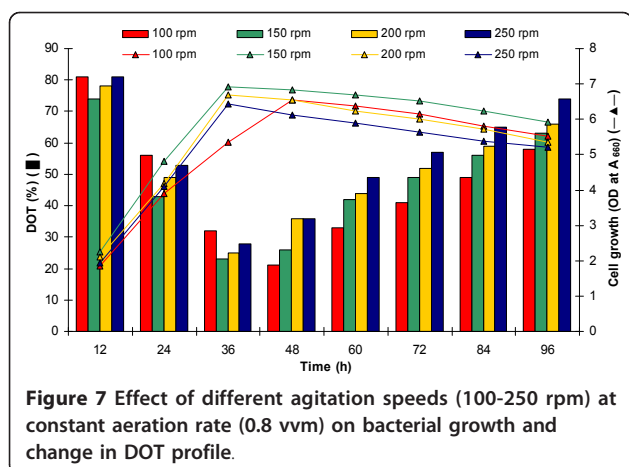 100 rpm 150 rpm 200 rpm 250 rpm
100 rpm 150 rpm 200 rpm 250 rpm
DOT (%) (■)
90
80
70
60
50
40
30
20
10
0
8
7
6
5
4
3
2
1
0
Cell growth (OD at A 660) (—▲—)
12 24 36 48 60 72 84 96
Time (h)
Figure 7 Effect of different agitation speeds (100-250 rpm) at
constant aeration rate (0.8 vvm) on bacterial growth and
change in DOT profile.